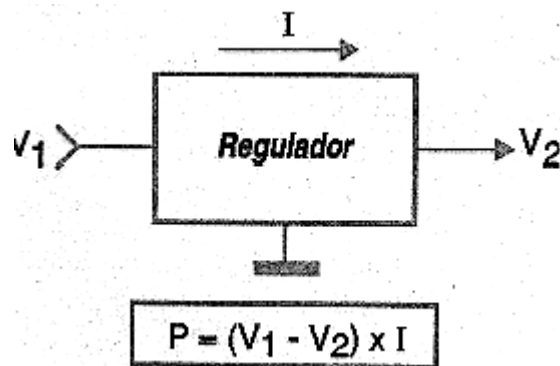 I
V1
Regulador
V2
P = (V1 - V2) x I